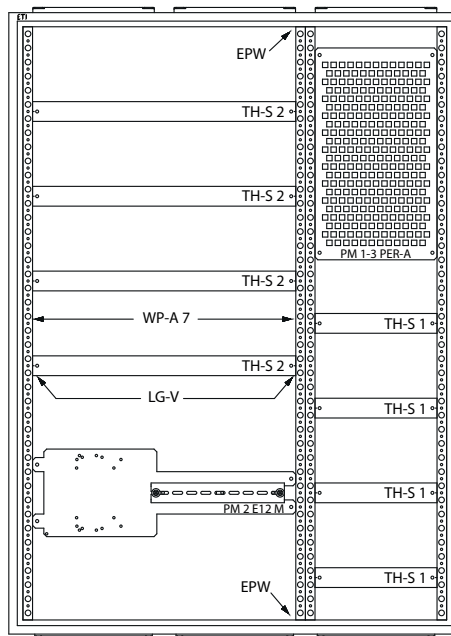 ETI
EPW
TH-S 2
TH-S 2
PM 1-3 PER-A
TH-S 2
WP-A 7
TH-S 1
TH-S 2
LG-V
TH-S 1
TH-S 1
PM 2 E12 M
TH-S 1
EPW